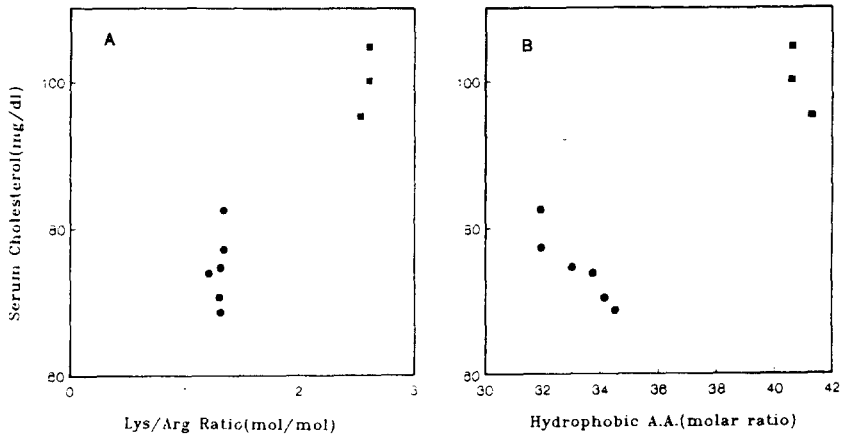 A
B
100
80
60
0 1 2 3
Serum Cholesterol(mg/dl)
Lys/Arg Ratio(mol/mol)
100
80
60
30 32 34 36 38 40 42
Hydrophobic A.A.(molar ratio)